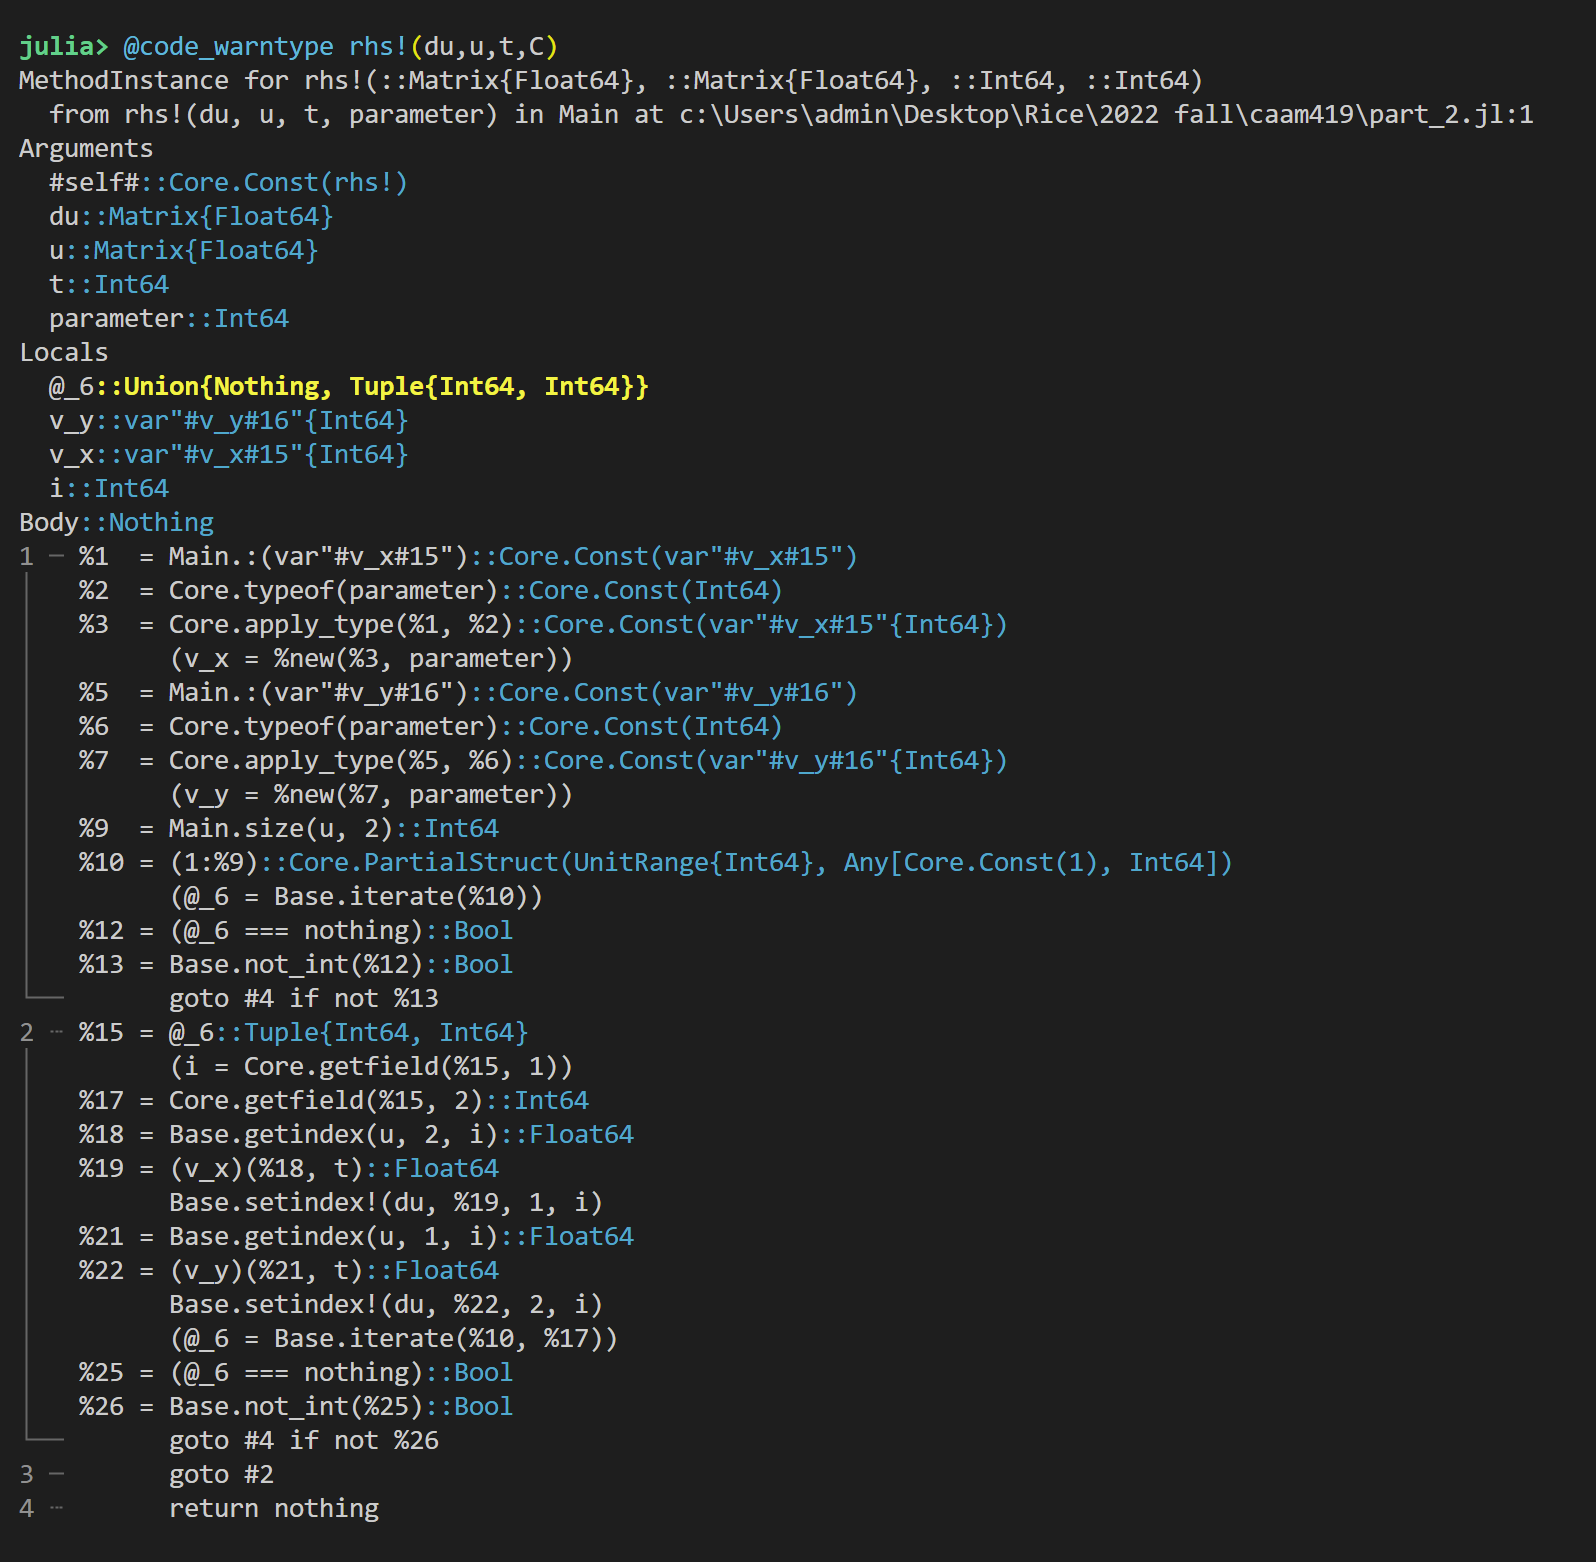 julia> @code_warntype rhs!(du,u,t,C)
MethodInstance for rhs!(::Matrix{Float64}, ::Matrix{Float64}, ::Int64, ::Int64)
  from rhs!(du, u, t, parameter) in Main at c:\Users\admin\Desktop\Rice\2022 fall\caam419\part_2.jl:1
Arguments
  #self#::Core.Const(rhs!)
  du::Matrix{Float64}
  u::Matrix{Float64}
  t::Int64
  parameter::Int64
Locals
  @_6::Union{Nothing, Tuple{Int64, Int64}}
  v_y::var"#v_y#16"{Int64}
  v_x::var"#v_x#15"{Int64}
  i::Int64
Body::Nothing
1 ─ %1  = Main.:(var"#v_x#15")::Core.Const(var"#v_x#15")
│   %2  = Core.typeof(parameter)::Core.Const(Int64)
│   %3  = Core.apply_type(%1, %2)::Core.Const(var"#v_x#15"{Int64})
│         (v_x = %new(%3, parameter))
│   %5  = Main.:(var"#v_y#16")::Core.Const(var"#v_y#16")
│   %6  = Core.typeof(parameter)::Core.Const(Int64)
│   %7  = Core.apply_type(%5, %6)::Core.Const(var"#v_y#16"{Int64})
│         (v_y = %new(%7, parameter))
│   %9  = Main.size(u, 2)::Int64
│   %10 = (1:%9)::Core.PartialStruct(UnitRange{Int64}, Any[Core.Const(1), Int64])
│         (@_6 = Base.iterate(%10))
│   %12 = (@_6 === nothing)::Bool
│   %13 = Base.not_int(%12)::Bool
└──       goto #4 if not %13
2 ┄ %15 = @_6::Tuple{Int64, Int64}
│         (i = Core.getfield(%15, 1))
│   %17 = Core.getfield(%15, 2)::Int64
│   %18 = Base.getindex(u, 2, i)::Float64
│   %19 = (v_x)(%18, t)::Float64
│         Base.setindex!(du, %19, 1, i)
│   %21 = Base.getindex(u, 1, i)::Float64
│   %22 = (v_y)(%21, t)::Float64
│         Base.setindex!(du, %22, 2, i)
│         (@_6 = Base.iterate(%10, %17))
│   %25 = (@_6 === nothing)::Bool
│   %26 = Base.not_int(%25)::Bool
└──       goto #4 if not %26
3 ─       goto #2
4 ┄       return nothing